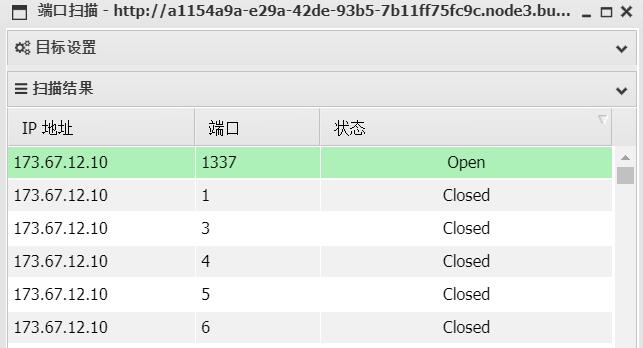 端口扫描 - http://a1154a9a-e29a-42de-93b5-7b11ff75fc9c.node3.bu...
目标设置
扫描结果
IP 地址 端口 状态
173.67.12.10 1337 Open
173.67.12.10 1 Closed
173.67.12.10 3 Closed
173.67.12.10 4 Closed
173.67.12.10 5 Closed
173.67.12.10 6 Closed